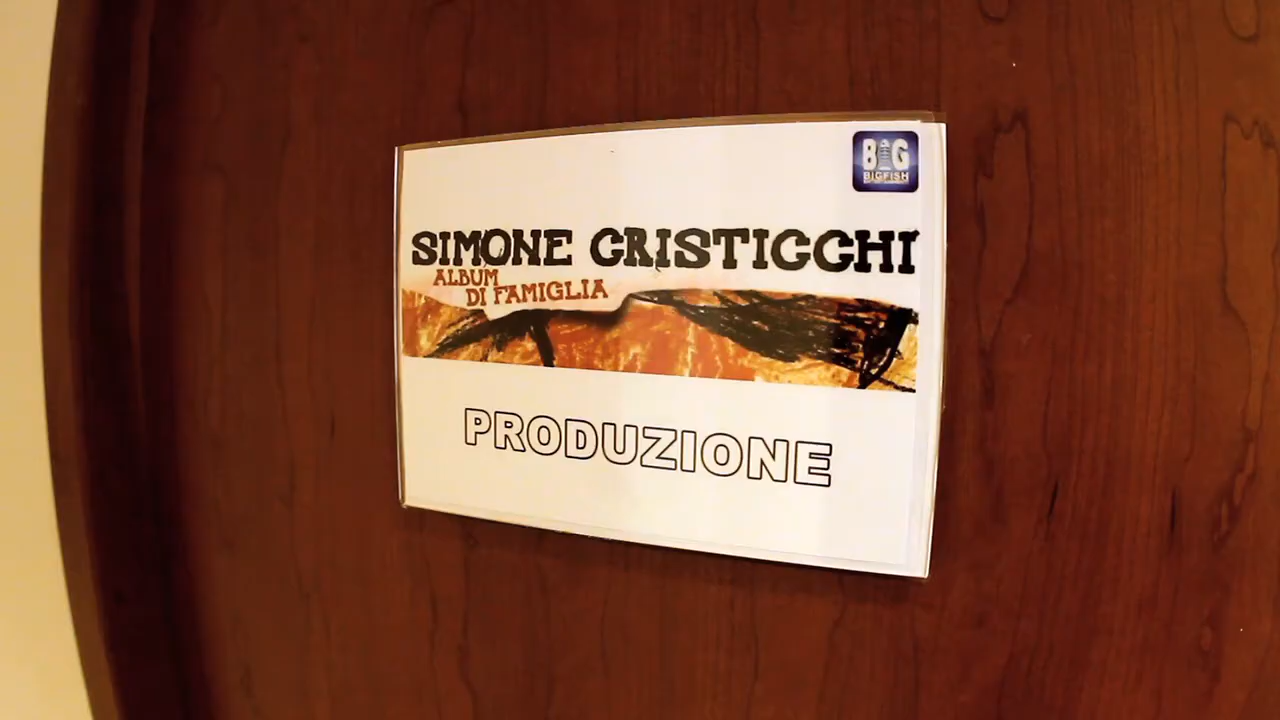 BIG
BIGFISH
SIMONE CRISTICCHI
ALBUM
DI FAMIGLIA
PRODUZIONE